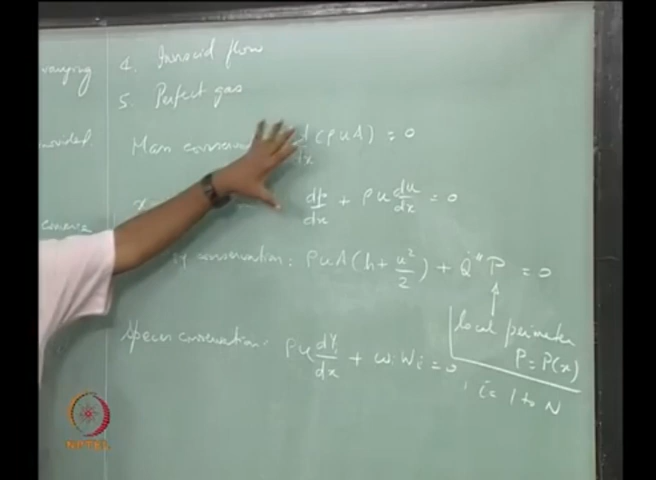 varying 4. Inviscid flow
5. Perfect gas
Mass conserva d/dx (ρuA) = 0
x- dp/dx + ρu du/dx = 0
y conservation: ρuA(h + u²/2) + Q̇" P = 0
local perimeter
P = P(x)
Species conservation: ρu dYi/dx + ωi Wi = 0, i = 1 to N
NPTEL